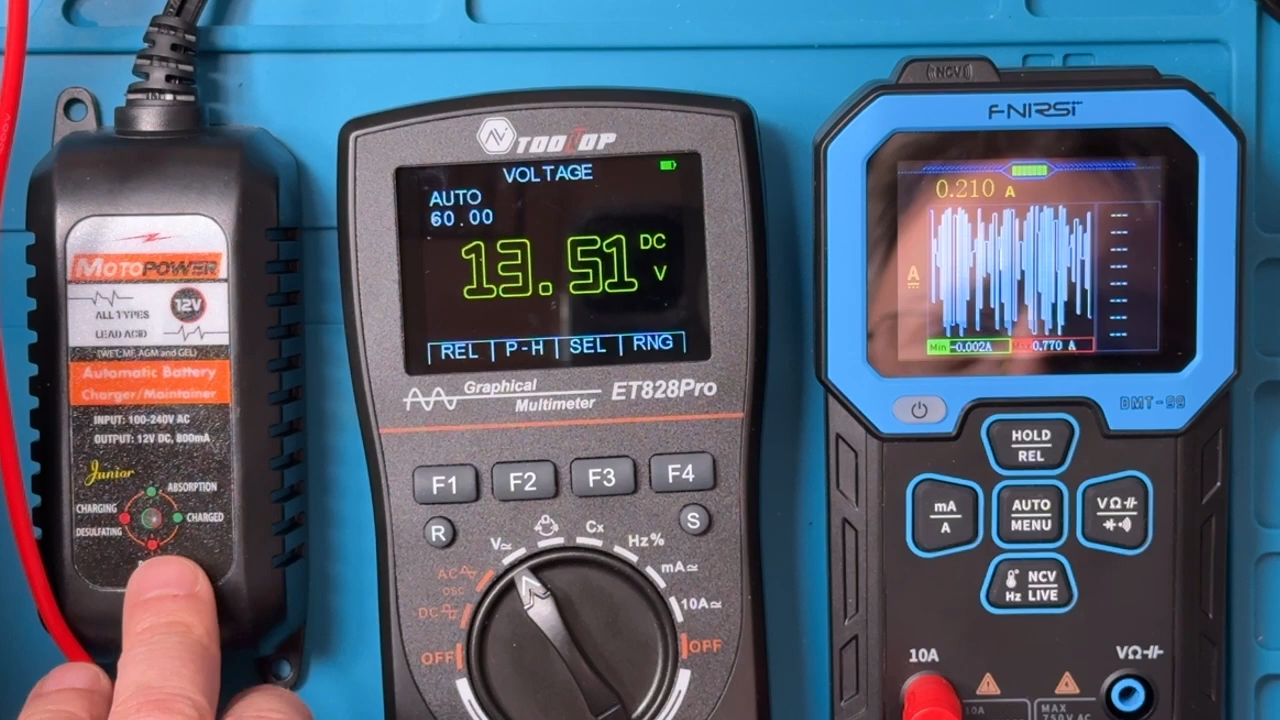 MOTOPOWER
12V
ALL TYPES
LEAD ACID
(WET, MF, AGM and GEL)
Automatic Battery
Charger/Maintainer
INPUT: 100-240V AC
OUTPUT: 12V DC, 800mA
Junior
ABSORPTION
CHARGING
CHARGED
DESULFATING
TOOLTOP
VOLTAGE
AUTO
60.00
13.51 DC V
REL P-H SEL RNG
Graphical
Multimeter
ET828Pro
F1 F2 F3 F4
R S
V Cx Hz%
AC OSC mA
DC 10A
OFF OFF
NCV
FNIRSI
0.210 A
A
Min -0.002A Max 0.770 A
DMT-99
HOLD
REL
mA
A
AUTO
MENU
VΩ
Hz NCV
LIVE
10A VΩ
10A MAX
750V AC